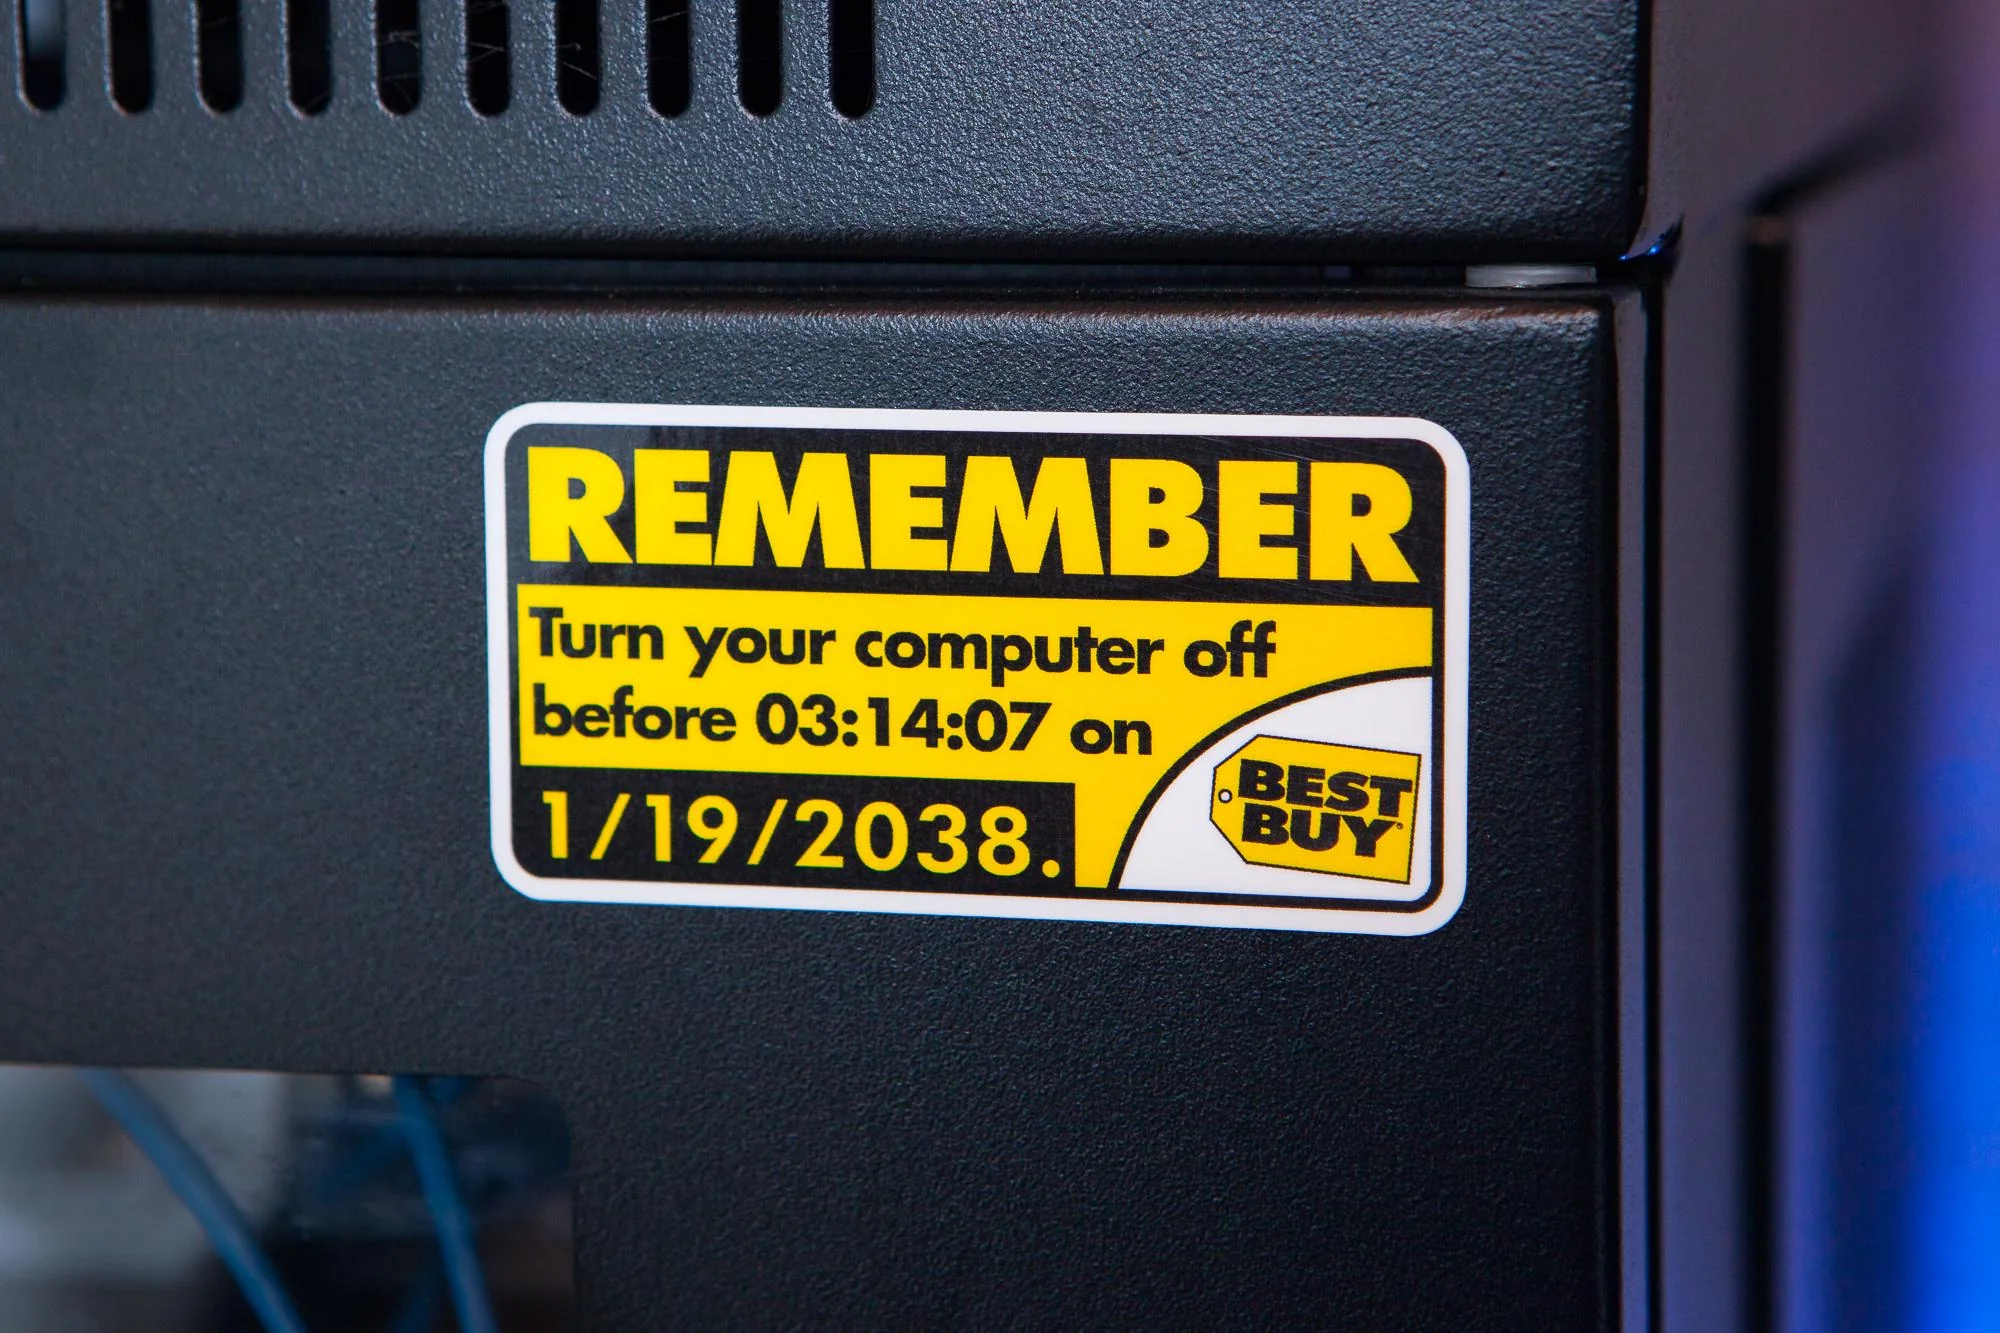 REMEMBER
Turn your computer off
before 03:14:07 on
1/19/2038.
BEST
BUY